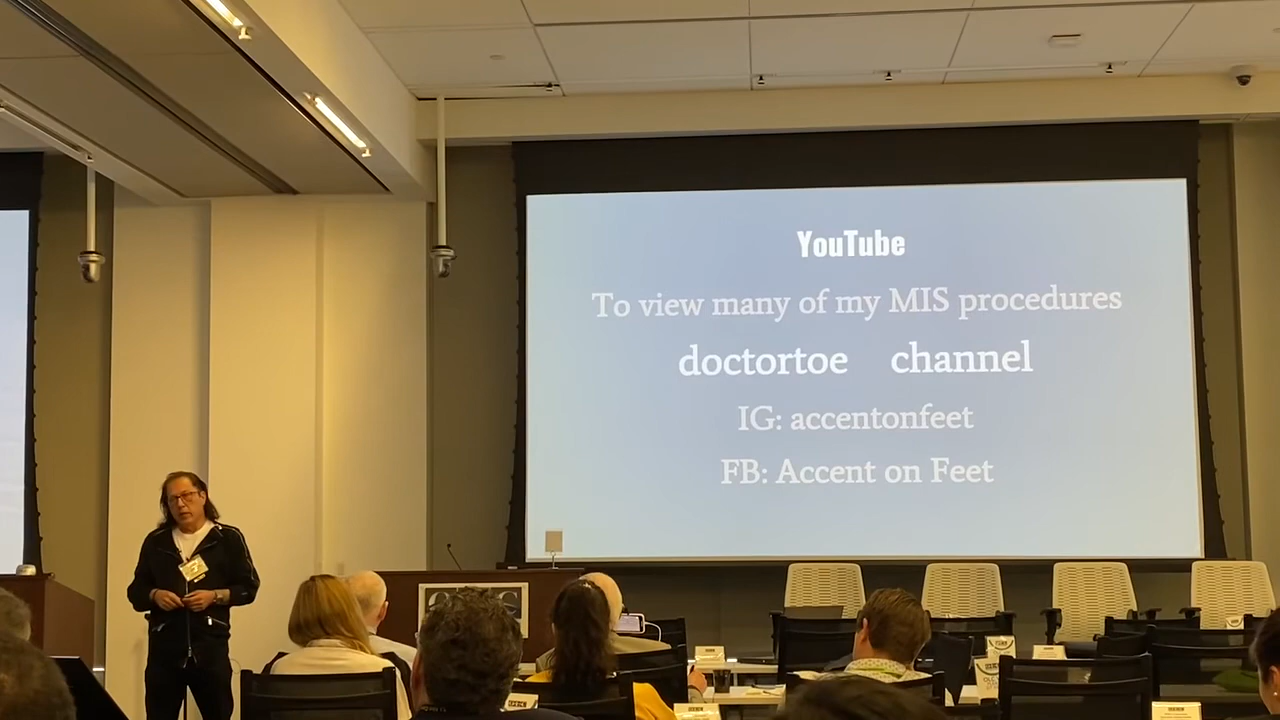 YouTube
To view many of my MIS procedures
doctortoe channel
IG: accentonfeet
FB: Accent on Feet